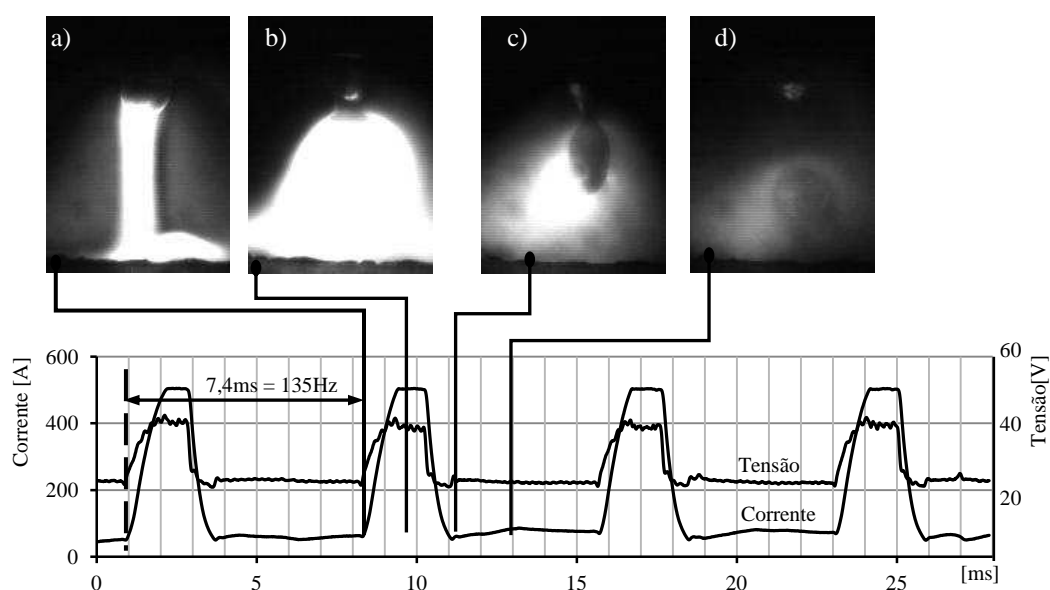 a)
b)
c)
d)
Corrente [A]
600
400
200
0
7,4ms = 135Hz
Tensão
Corrente
60
40
20
Tensão[V]
0
5
10
15
20
25
[ms]